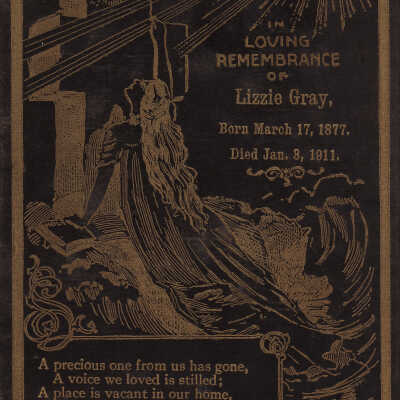 IN
LOVING
REMEMBRANCE
OF
Lizzie Gray,
Born March 17, 1877.
Died Jan. 3, 1911.
A precious one from us has gone,
A voice we loved is stilled;
A place is vacant in our home,